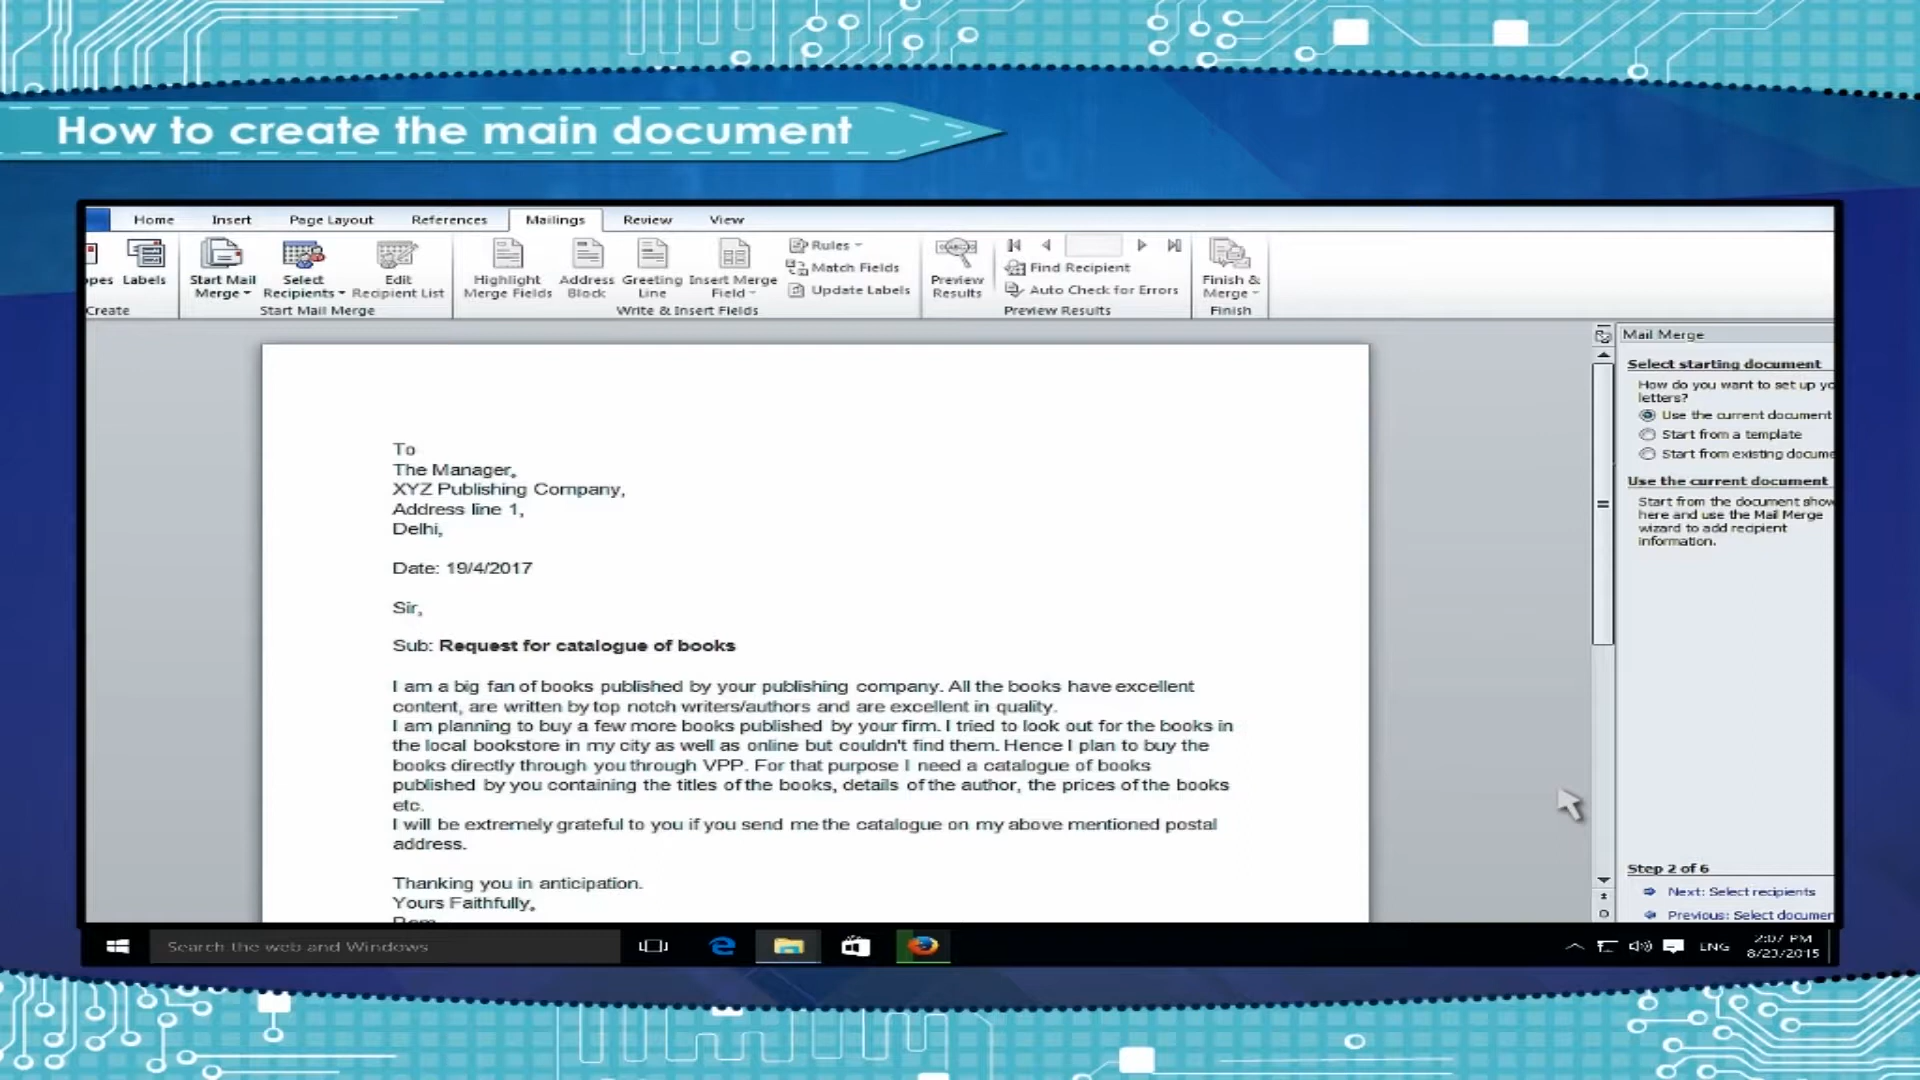 How to create the main document
Home Insert Page Layout References Mailings Review View
opes Labels
Create
Start Mail
Merge
Select
Recipients
Edit
Recipient List
Start Mail Merge
Highlight
Merge Fields
Address
Block
Greeting
Line
Insert Merge
Field
Rules
Match Fields
Update Labels
Write & Insert Fields
Preview
Results
Find Recipient
Auto Check for Errors
Preview Results
Finish &
Merge
Finish
To
The Manager,
XYZ Publishing Company,
Address line 1,
Delhi,
Date: 19/4/2017
Sir,
Sub: Request for catalogue of books
I am a big fan of books published by your publishing company. All the books have excellent
content, are written by top notch writers/authors and are excellent in quality.
I am planning to buy a few more books published by your firm. I tried to look out for the books in
the local bookstore in my city as well as online but couldn't find them. Hence I plan to buy the
books directly through you through VPP. For that purpose I need a catalogue of books
published by you containing the titles of the books, details of the author, the prices of the books
etc.
I will be extremely grateful to you if you send me the catalogue on my above mentioned postal
address.
Thanking you in anticipation.
Yours Faithfully,
Mail Merge
Select starting document
How do you want to set up yo
letters?
Use the current document
Start from a template
Start from existing docume
Use the current document
Start from the document show
here and use the Mail Merge
wizard to add recipient
information.
Step 2 of 6
Next: Select recipients
Previous: Select documen
Search the web and Windows
ENG
2:07 PM
8/23/2015